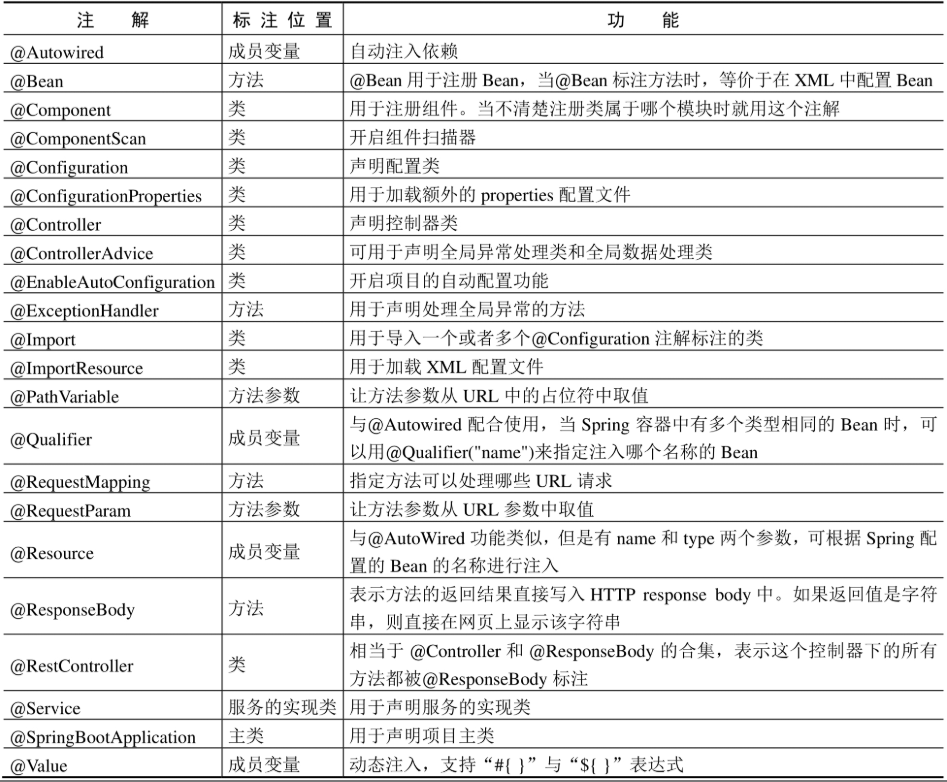 注 解 标注位置 功 能
@Autowired 成员变量 自动注入依赖
@Bean 方法 @Bean 用于注册 Bean，当@Bean 标注方法时，等价于在 XML 中配置 Bean
@Component 类 用于注册组件。当不清楚注册类属于哪个模块时就用这个注解
@ComponentScan 类 开启组件扫描器
@Configuration 类 声明配置类
@ConfigurationProperties 类 用于加载额外的 properties 配置文件
@Controller 类 声明控制器类
@ControllerAdvice 类 可用于声明全局异常处理类和全局数据处理类
@EnableAutoConfiguration 类 开启项目的自动配置功能
@ExceptionHandler 方法 用于声明处理全局异常的方法
@Import 类 用于导入一个或者多个@Configuration 注解标注的类
@ImportResource 类 用于加载 XML 配置文件
@PathVariable 方法参数 让方法参数从 URL 中的占位符中取值
@Qualifier 成员变量 与@Autowired 配合使用，当 Spring 容器中有多个类型相同的 Bean 时，可
以用@Qualifier("name")来指定注入哪个名称的 Bean
@RequestMapping 方法 指定方法可以处理哪些 URL 请求
@RequestParam 方法参数 让方法参数从 URL 参数中取值
@Resource 成员变量 与@AutoWired 功能类似，但是有 name 和 type 两个参数，可根据 Spring 配
置的 Bean 的名称进行注入
@ResponseBody 方法 表示方法的返回结果直接写入 HTTP response body 中。如果返回值是字符
串，则直接在网页上显示该字符串
@RestController 类 相当于 @Controller 和 @ResponseBody 的合集，表示这个控制器下的所有
方法都被@ResponseBody 标注
@Service 服务的实现类 用于声明服务的实现类
@SpringBootApplication 主类 用于声明项目主类
@Value 成员变量 动态注入，支持“#{ }”与“${ }”表达式